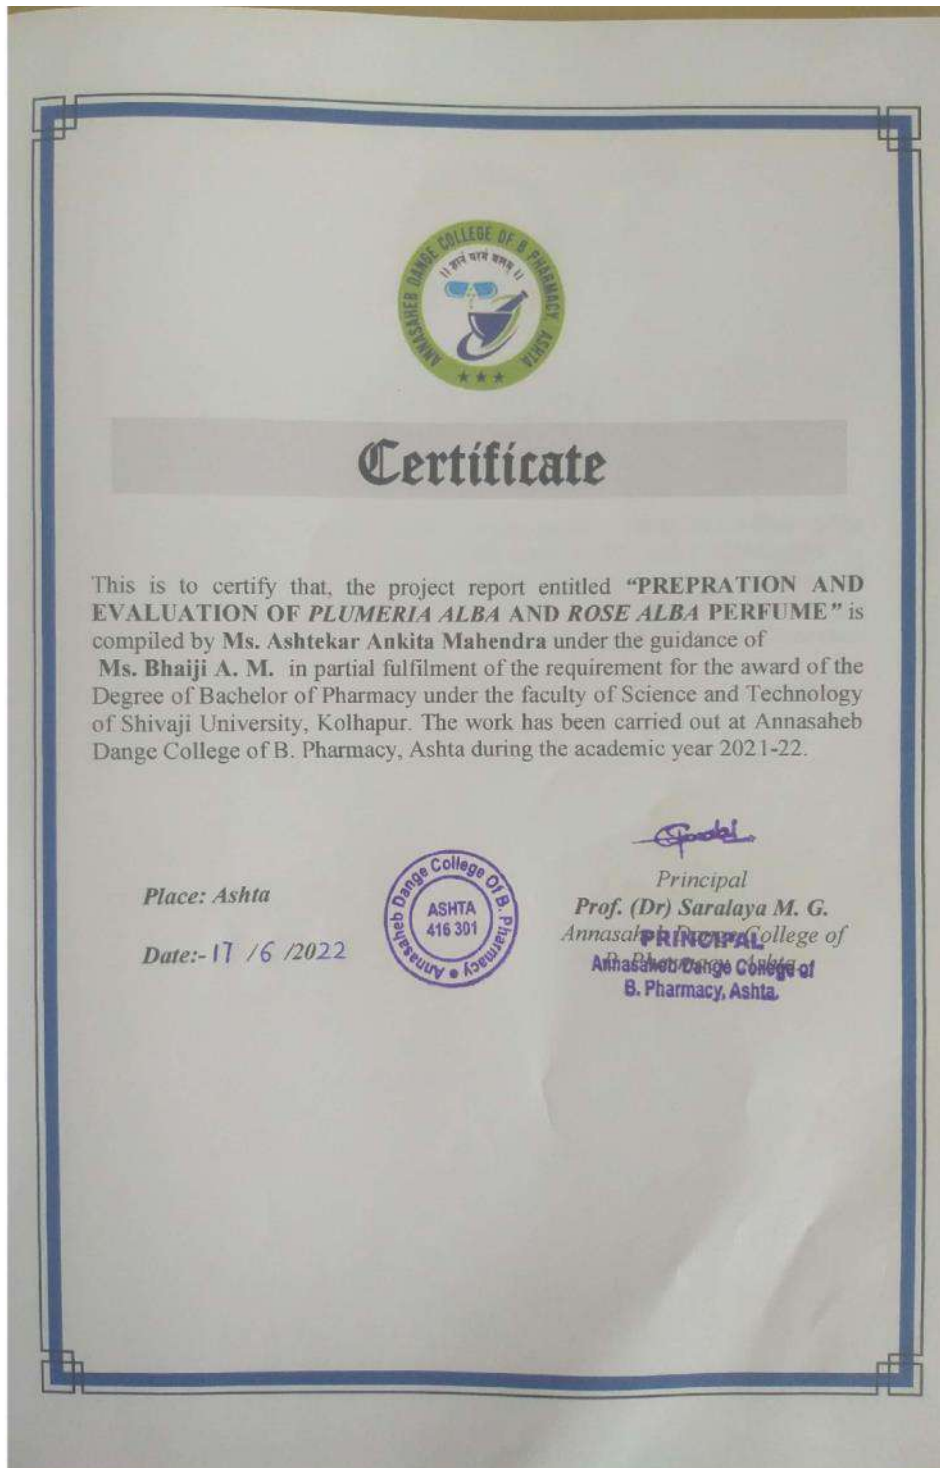 ANNASAHEB DANGE COLLEGE OF B PHARMACY, ASHTA
Certificate
This is to certify that, the project report entitled “PREPRATION AND
EVALUATION OF PLUMERIA ALBA AND ROSE ALBA PERFUME” is
compiled by Ms. Ashtekar Ankita Mahendra under the guidance of
Ms. Bhaiji A. M. in partial fulfilment of the requirement for the award of the
Degree of Bachelor of Pharmacy under the faculty of Science and Technology
of Shivaji University, Kolhapur. The work has been carried out at Annasaheb
Dange College of B. Pharmacy, Ashta during the academic year 2021-22.
Place: Ashta
Date:- 17 /6 /2022
Annasaheb Dange College Of B. Pharmacy
ASHTA
416 301
Principal
Prof. (Dr) Saralaya M. G.
Annasaheb Dange College of
B. Pharmacy, Ashta.
PRINCIPAL
Annasaheb Dange College of
B. Pharmacy, Ashta.